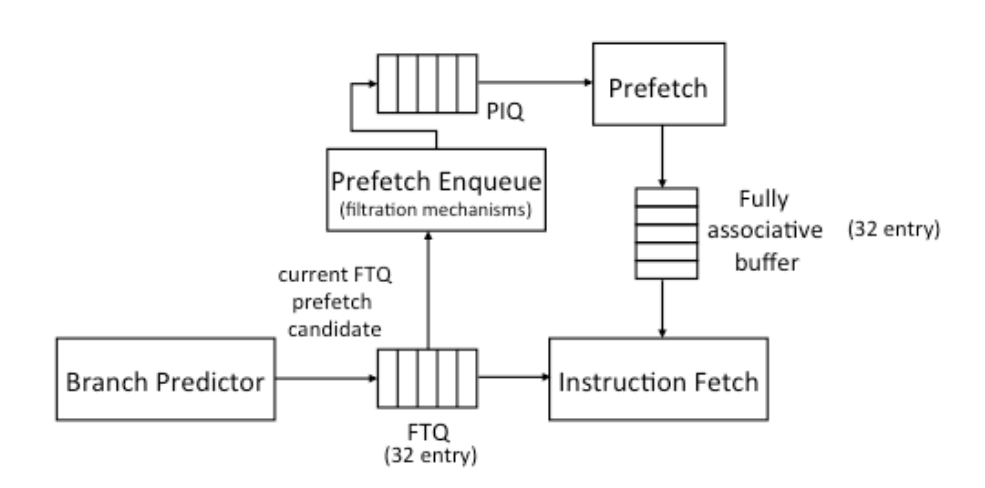 PIQ
Prefetch
Prefetch Enqueue
(filtration mechanisms)
Fully
associative
buffer
(32 entry)
current FTQ
prefetch
candidate
Branch Predictor
Instruction Fetch
FTQ
(32 entry)